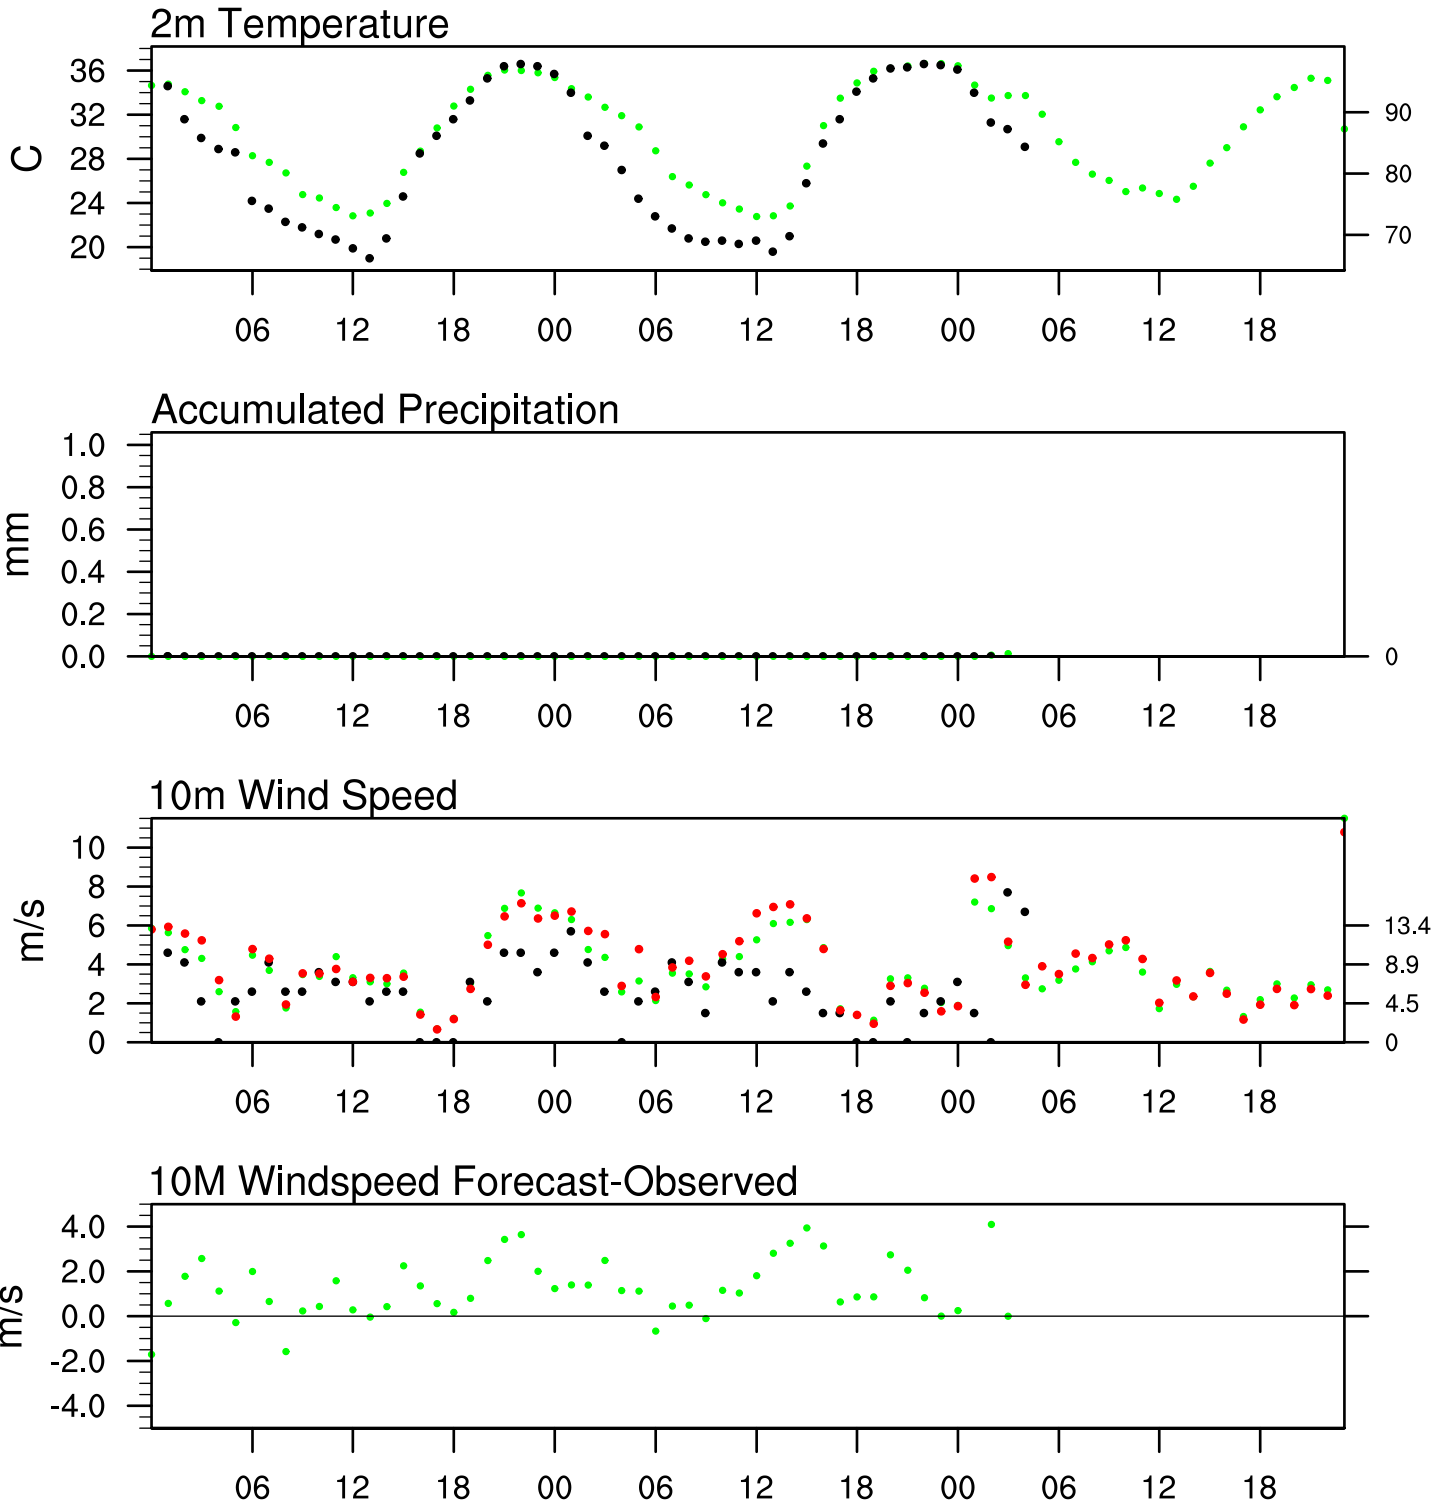 2m Temperature
36
32
28
24
20
C
90
80
70
06 12 18 00 06 12 18 00 06 12 18
Accumulated Precipitation
1.0
0.8
0.6
0.4
0.2
0.0
mm
0
06 12 18 00 06 12 18 00 06 12 18
10m Wind Speed
10
8
6
4
2
0
m/s
13.4
8.9
4.5
0
06 12 18 00 06 12 18 00 06 12 18
10M Windspeed Forecast-Observed
4.0
2.0
0.0
-2.0
-4.0
m/s
06 12 18 00 06 12 18 00 06 12 18